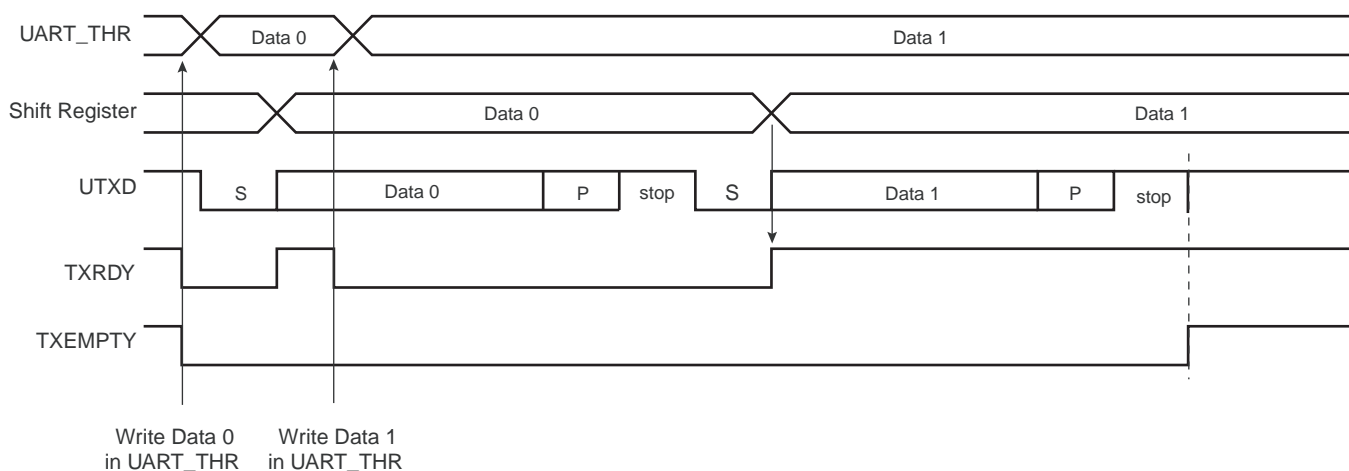 UART_THR
Data 0
Data 1
Shift Register
Data 0
Data 1
UTXD
S
Data 0
P
stop
S
Data 1
P
stop
TXRDY
TXEMPTY
Write Data 0
in UART_THR
Write Data 1
in UART_THR